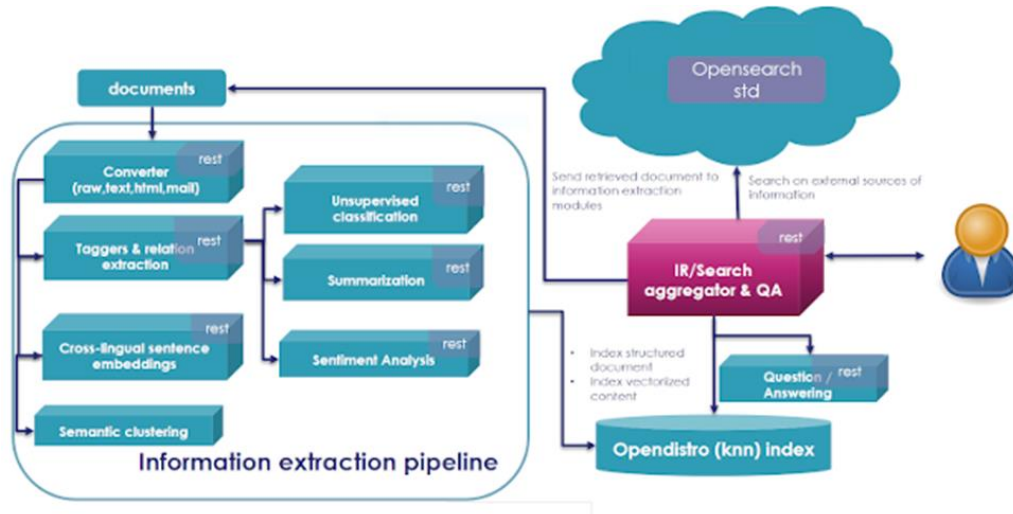 Opensearch
std
documents
rest
Converter
(raw,text,html,mail)
Send retrieved document to
information extraction
modules
Search on external sources of
information
rest
Unsupervised
classification
rest
Taggers & relation
extraction
rest
IR/Search
aggregator & QA
rest
Summarization
rest
Cross-lingual sentence
embeddings
rest
Sentiment Analysis
• Index structured
document
• Index vectorized
content
rest
Question /
Answering
Semantic clustering
Information extraction pipeline
Opendistro (knn) index